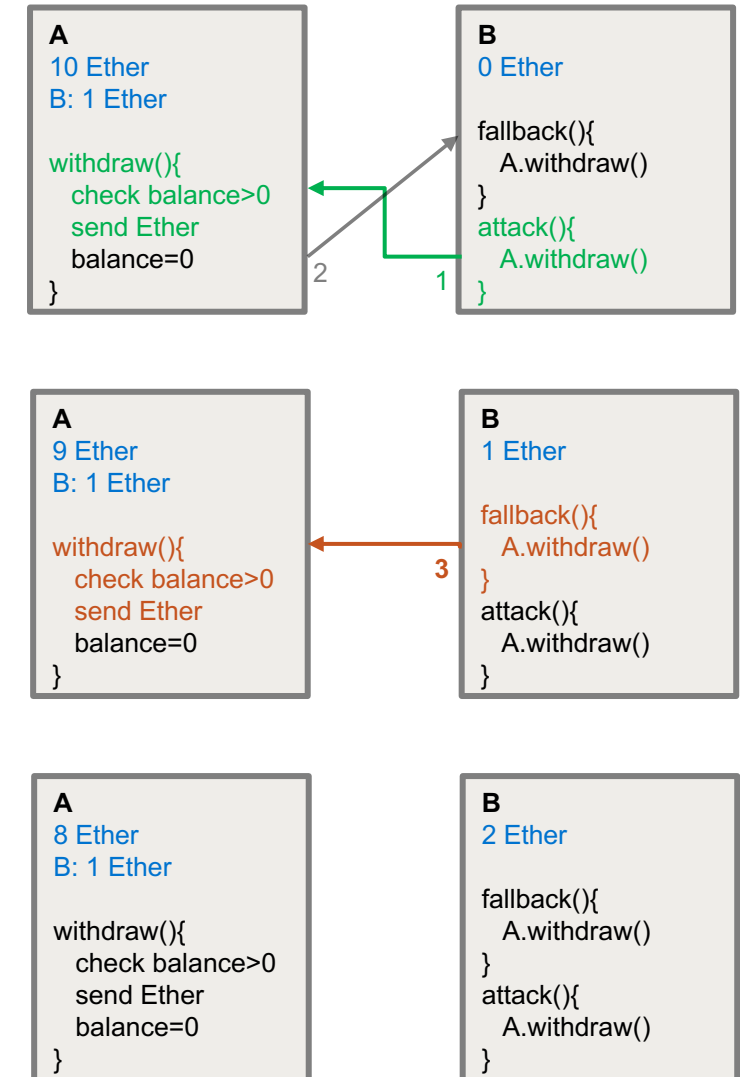 A
10 Ether
B: 1 Ether
withdraw(){
check balance>0
send Ether
balance=0
}
2
1
B
0 Ether
fallback(){
A.withdraw()
}
attack(){
A.withdraw()
}
A
9 Ether
B: 1 Ether
withdraw(){
check balance>0
send Ether
balance=0
}
3
B
1 Ether
fallback(){
A.withdraw()
}
attack(){
A.withdraw()
}
A
8 Ether
B: 1 Ether
withdraw(){
check balance>0
send Ether
balance=0
}
B
2 Ether
fallback(){
A.withdraw()
}
attack(){
A.withdraw()
}